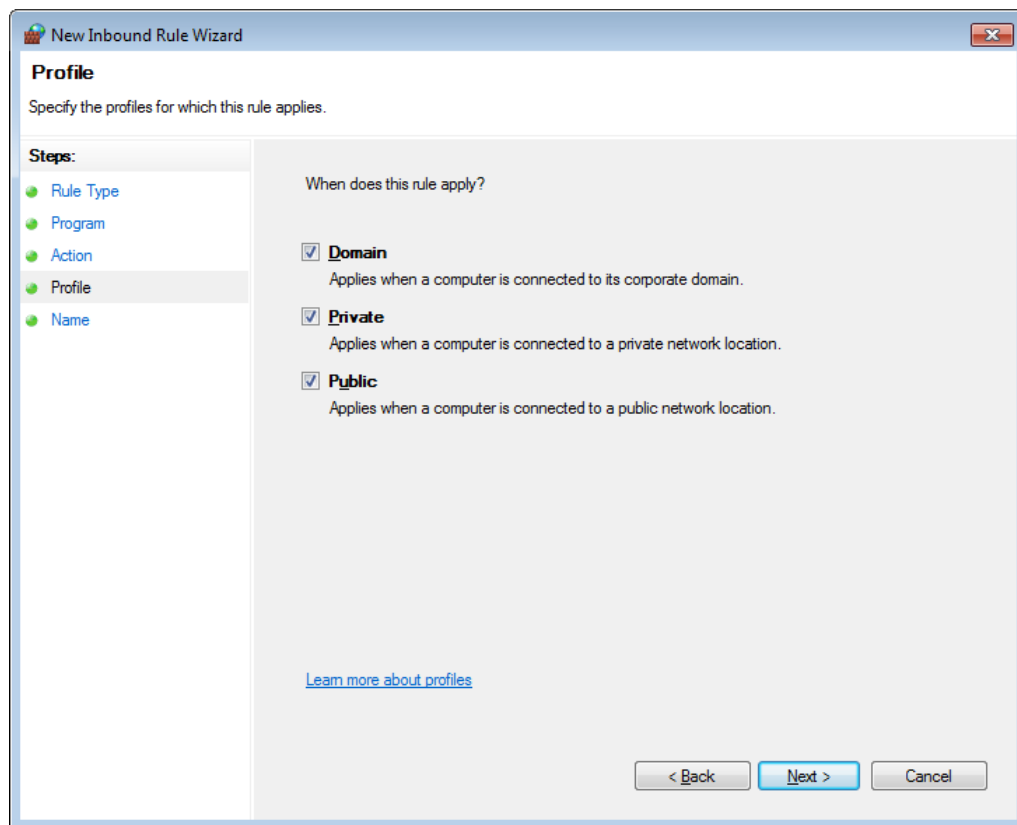 New Inbound Rule Wizard
Profile
Specify the profiles for which this rule applies.
Steps:
Rule Type
Program
Action
Profile
Name
When does this rule apply?
Domain
Applies when a computer is connected to its corporate domain.
Private
Applies when a computer is connected to a private network location.
Public
Applies when a computer is connected to a public network location.
Learn more about profiles
< Back
Next >
Cancel